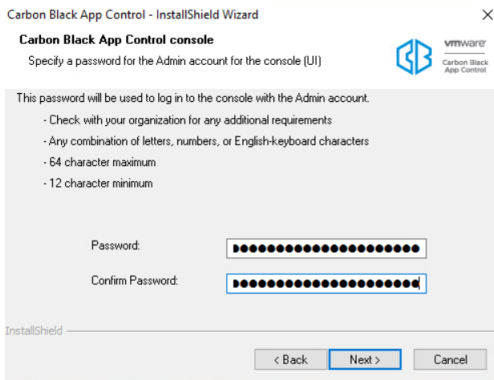 Carbon Black App Control - InstallShield Wizard
Carbon Black App Control console
Specify a password for the Admin account for the console (UI)
vmware
Carbon Black
App Control
This password will be used to log in to the console with the Admin account.
- Check with your organization for any additional requirements
- Any combination of letters, numbers, or English-keyboard characters
- 64 character maximum
- 12 character minimum
Password:
Confirm Password:
InstallShield
< Back
Next >
Cancel